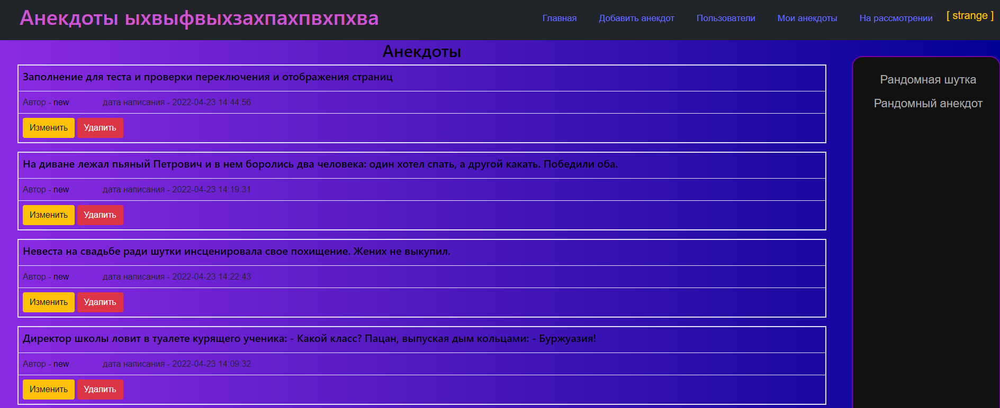 Анекдоты ыхвыфвыхзахпахпвхпхва
Главная Добавить анекдот Пользователи Мои анекдоты На рассмотрении [ strange ]
Анекдоты
Заполнение для теста и проверки переключения и отображения страниц
Автор - new дата написания - 2022-04-23 14:44:56
Изменить Удалить
На диване лежал пьяный Петрович и в нем боролись два человека: один хотел спать, а другой какать. Победили оба.
Автор - new дата написания - 2022-04-23 14:19:31
Изменить Удалить
Невеста на свадьбе ради шутки инсценировала свое похищение. Жених не выкупил.
Автор - new дата написания - 2022-04-23 14:22:43
Изменить Удалить
Директор школы ловит в туалете курящего ученика: - Какой класс? Пацан, выпуская дым кольцами: - Буржуазия!
Автор - new дата написания - 2022-04-23 14:09:32
Изменить Удалить
Рандомная шутка
Рандомный анекдот